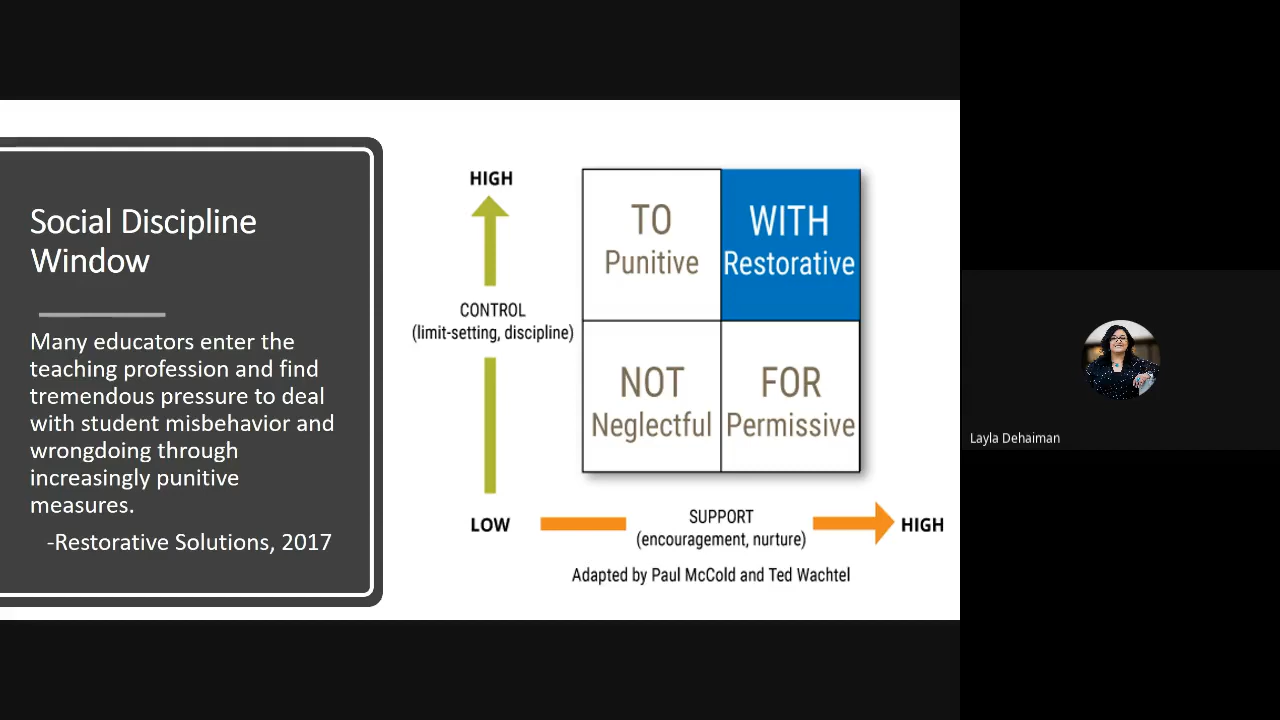 Social Discipline
Window
Many educators enter the
teaching profession and find
tremendous pressure to deal
with student misbehavior and
wrongdoing through
increasingly punitive
measures.
-Restorative Solutions, 2017
HIGH
CONTROL
(limit-setting, discipline)
LOW
TO
Punitive
WITH
Restorative
NOT
Neglectful
FOR
Permissive
SUPPORT
(encouragement, nurture)
HIGH
Adapted by Paul McCold and Ted Wachtel
Layla Dehaiman